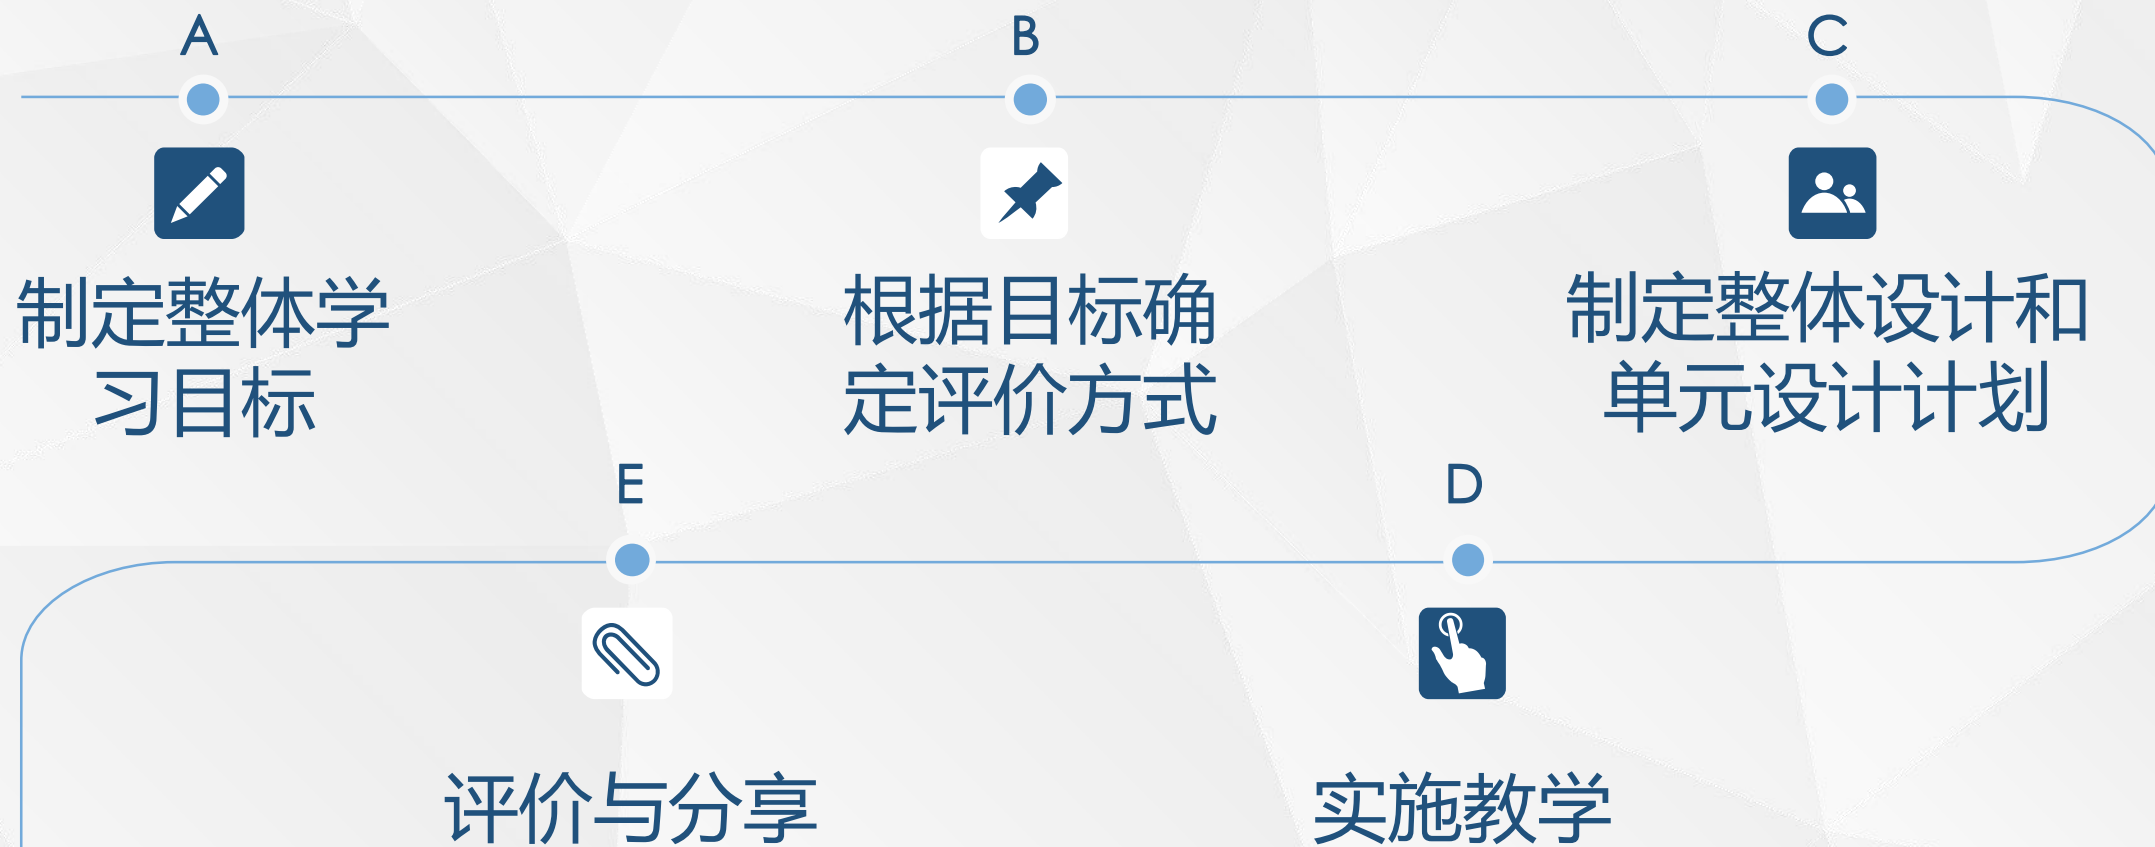 A
B
C
制定整体学
习目标
根据目标确
定评价方式
制定整体设计和
单元设计计划
E
D
评价与分享
实施教学